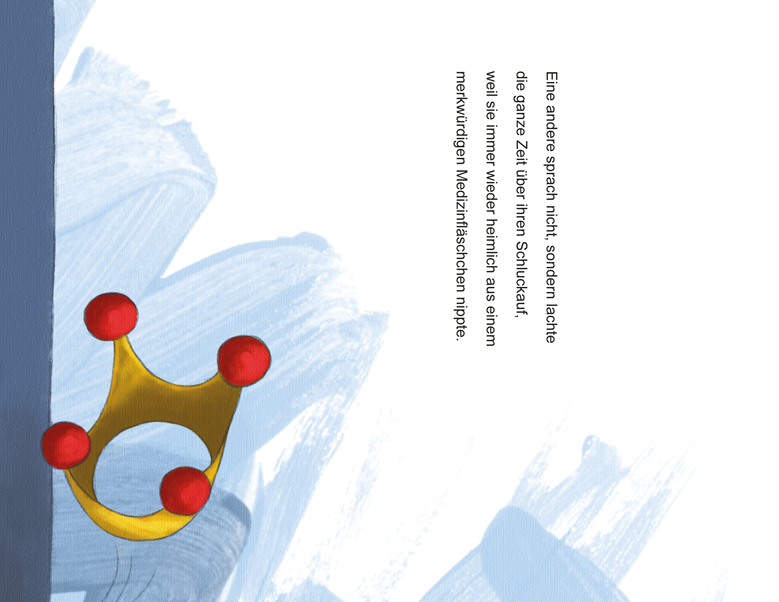 Eine andere sprach nicht, sondern lachte
die ganze Zeit über ihren Schluckauf,
weil sie immer wieder heimlich aus einem
merkwürdigen Medizinfläschchen nippte.